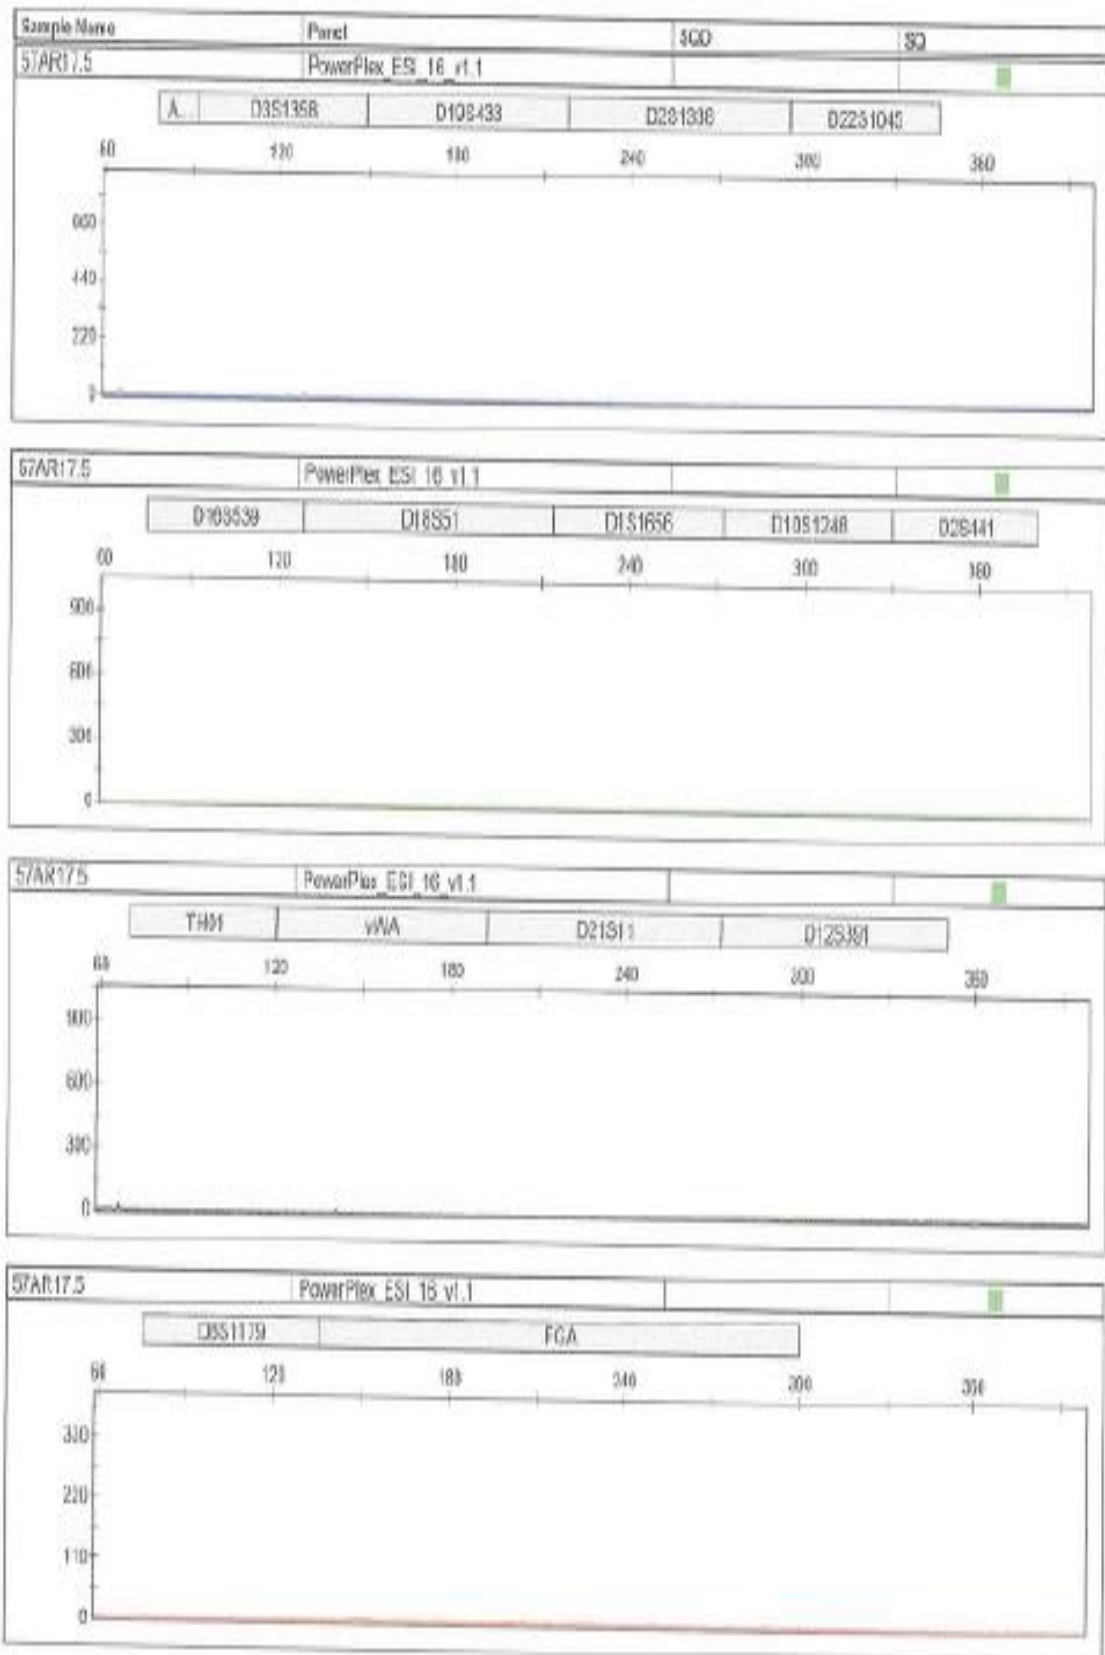 Sample Name Panel SQO SQ
57AR17.5 PowerPlex_ESI_16_v1.1
A. D3S1358 D19S433 D2S1338 D22S1045
60 120 180 240 300 360
660
440
220
0
57AR17.5 PowerPlex_ESI_16_v1.1
D16S539 D18S51 D1S1656 D10S1248 D2S441
60 120 180 240 300 360
900
600
300
0
57AR17.5 PowerPlex_ESI_16_v1.1
TH01 vWA D21S11 D12S391
60 120 180 240 300 360
900
600
300
0
57AR17.5 PowerPlex_ESI_16_v1.1
D8S1179 FGA
60 120 180 240 300 360
330
220
110
0